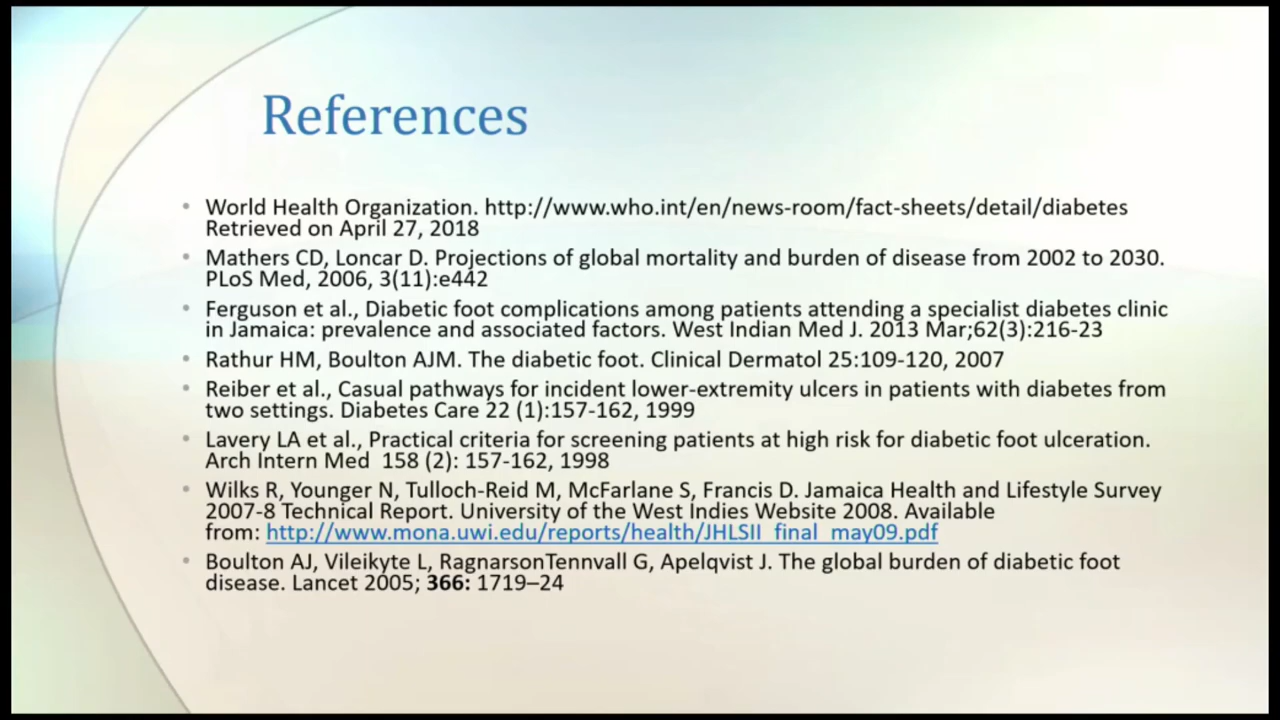 References
• World Health Organization. http://www.who.int/en/news-room/fact-sheets/detail/diabetes
Retrieved on April 27, 2018
• Mathers CD, Loncar D. Projections of global mortality and burden of disease from 2002 to 2030.
PLoS Med, 2006, 3(11):e442
• Ferguson et al., Diabetic foot complications among patients attending a specialist diabetes clinic
in Jamaica: prevalence and associated factors. West Indian Med J. 2013 Mar;62(3):216-23
• Rathur HM, Boulton AJM. The diabetic foot. Clinical Dermatol 25:109-120, 2007
• Reiber et al., Casual pathways for incident lower-extremity ulcers in patients with diabetes from
two settings. Diabetes Care 22 (1):157-162, 1999
• Lavery LA et al., Practical criteria for screening patients at high risk for diabetic foot ulceration.
Arch Intern Med  158 (2): 157-162, 1998
• Wilks R, Younger N, Tulloch-Reid M, McFarlane S, Francis D. Jamaica Health and Lifestyle Survey
2007-8 Technical Report. University of the West Indies Website 2008. Available
from: http://www.mona.uwi.edu/reports/health/JHLSII_final_may09.pdf
• Boulton AJ, Vileikyte L, RagnarsonTennvall G, Apelqvist J. The global burden of diabetic foot
disease. Lancet 2005; 366: 1719–24